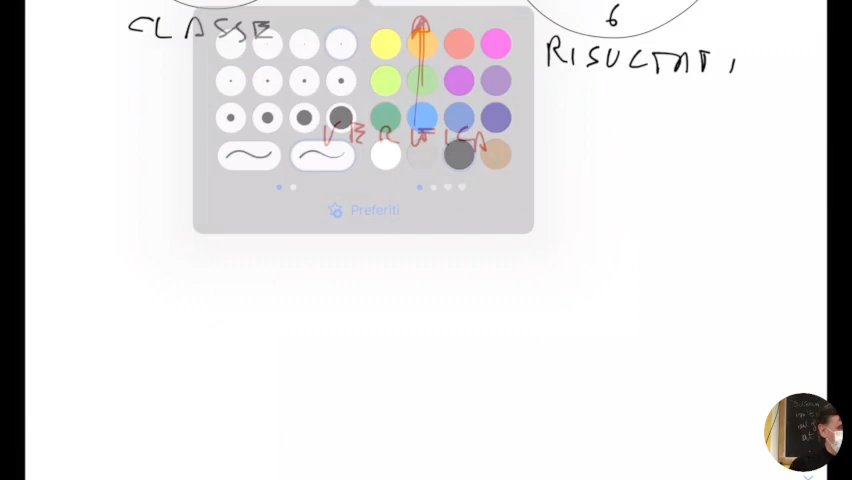 6
CLASSE
RISULTATI
VERIFICA
Preferiti